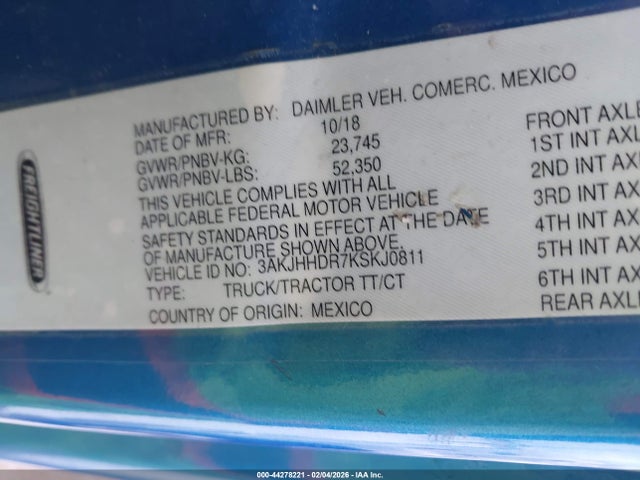 FREIGHTLINER
MANUFACTURED BY: DAIMLER VEH. COMERC. MEXICO
DATE OF MFR: 10/18
GVWR/PNBV-KG: 23,745
GVWR/PNBV-LBS: 52,350
THIS VEHICLE COMPLIES WITH ALL
APPLICABLE FEDERAL MOTOR VEHICLE
SAFETY STANDARDS IN EFFECT AT THE DATE
OF MANUFACTURE SHOWN ABOVE.
VEHICLE ID NO: 3AKJHHDR7KSKJ0811
TYPE: TRUCK/TRACTOR TT/CT
COUNTRY OF ORIGIN: MEXICO
FRONT AXLE
1ST INT AX
2ND INT AX
3RD INT AX
4TH INT AX
5TH INT AX
6TH INT AX
REAR AXLE
000-44278221 - 02/04/2026 - IAA Inc.